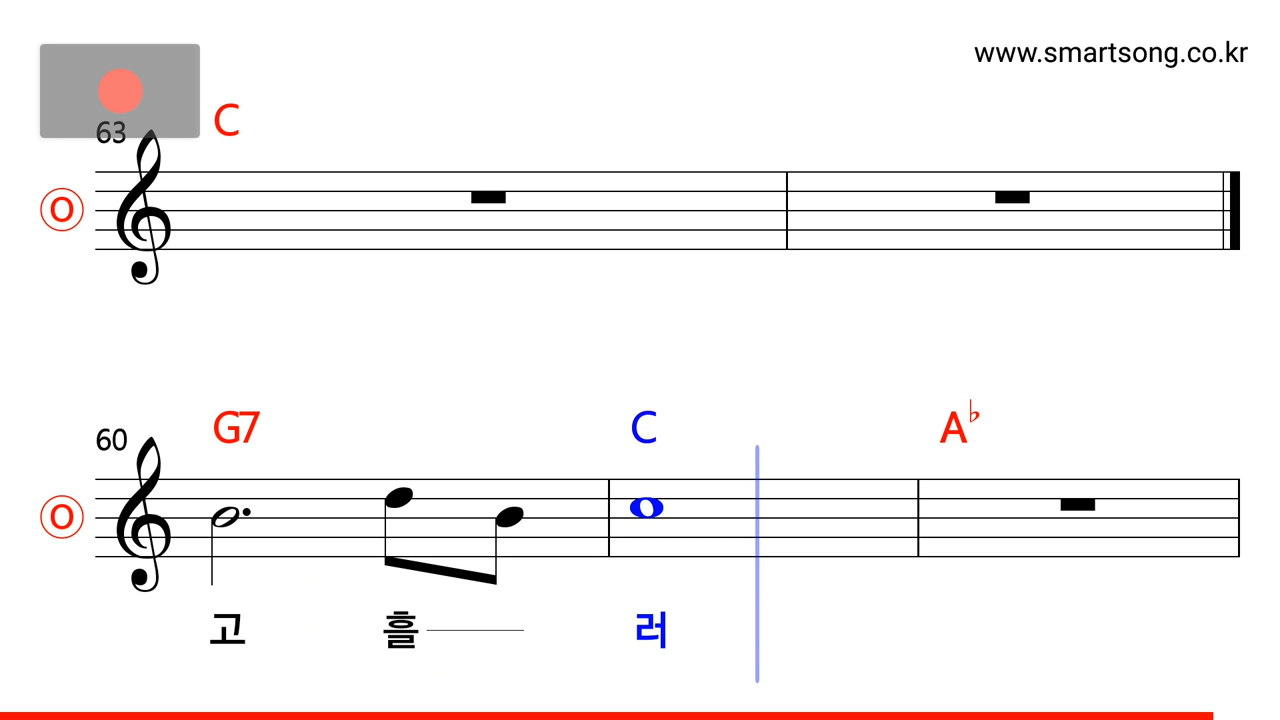 www.smartsong.co.kr
63 C
O
60 G7 C A♭
O
고 흘 러